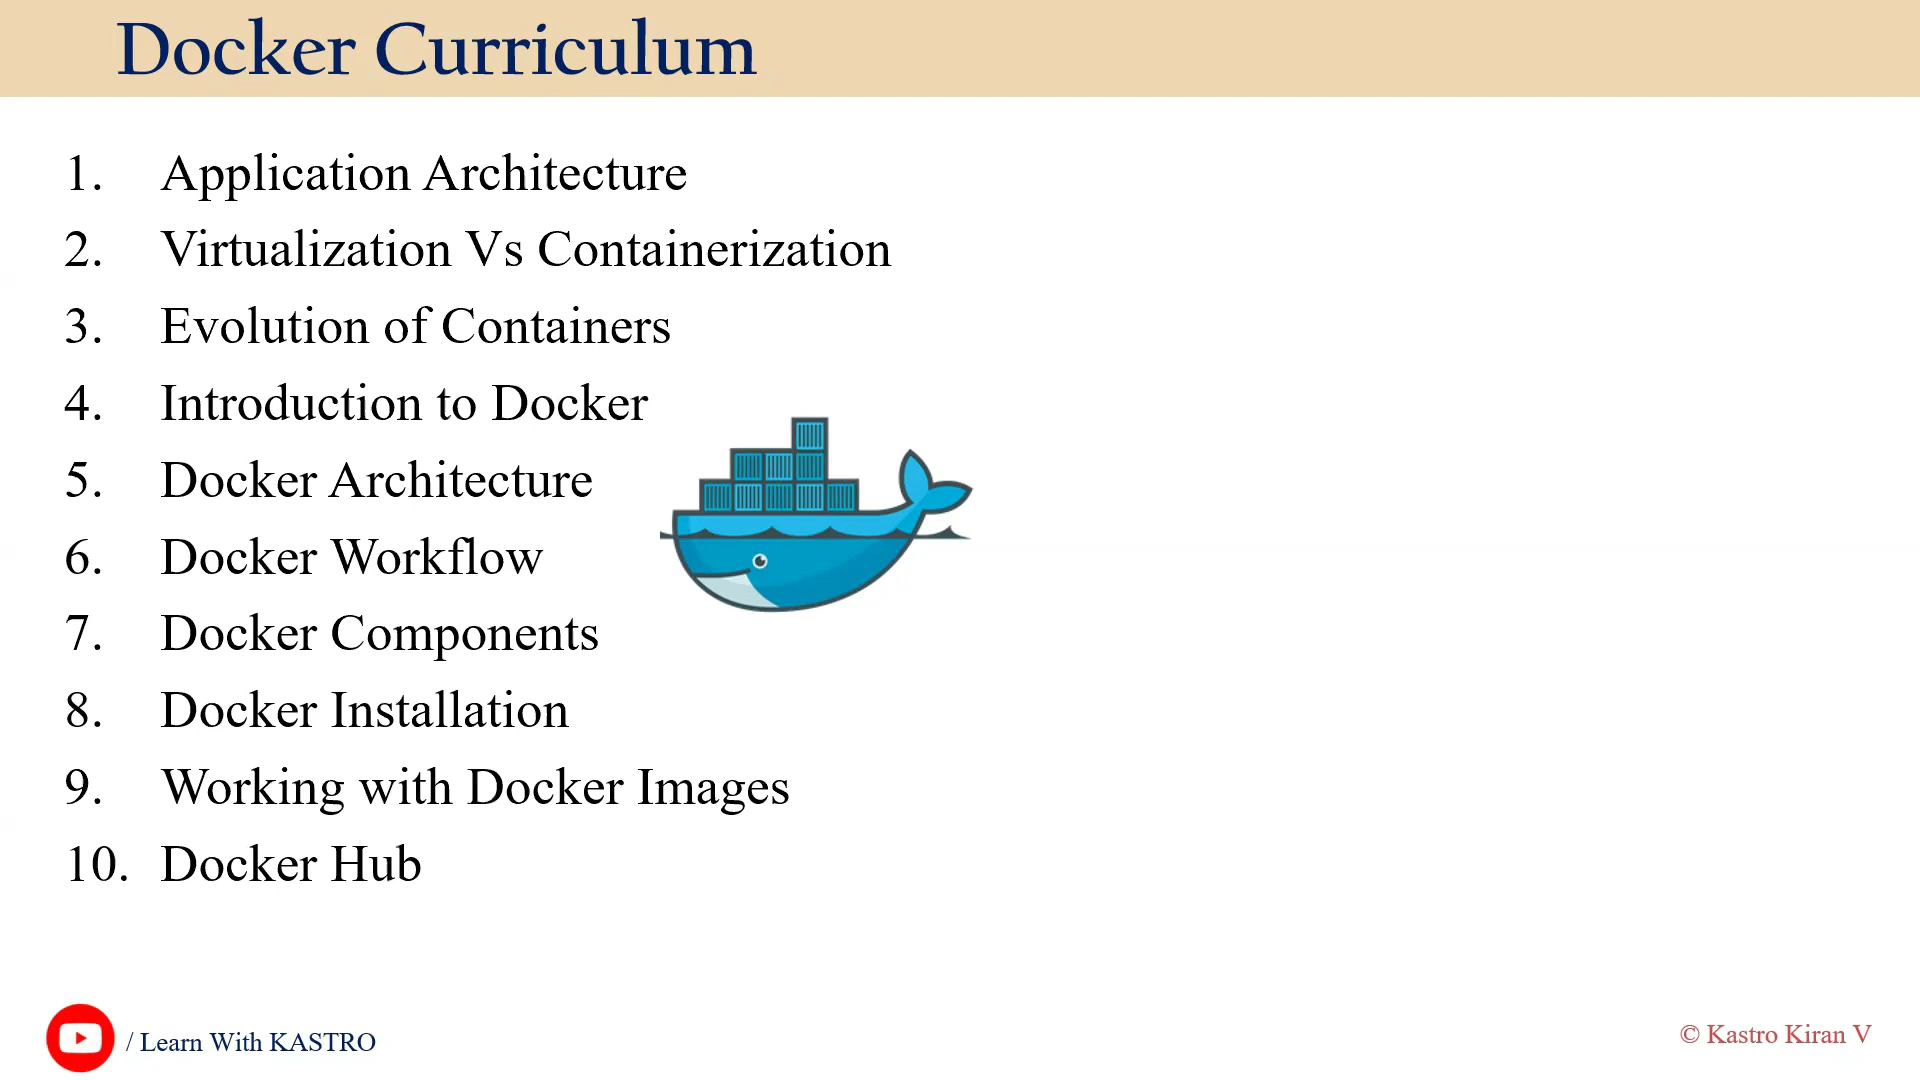 Docker Curriculum
1. Application Architecture
2. Virtualization Vs Containerization
3. Evolution of Containers
4. Introduction to Docker
5. Docker Architecture
6. Docker Workflow
7. Docker Components
8. Docker Installation
9. Working with Docker Images
10. Docker Hub
/ Learn With KASTRO
© Kastro Kiran V